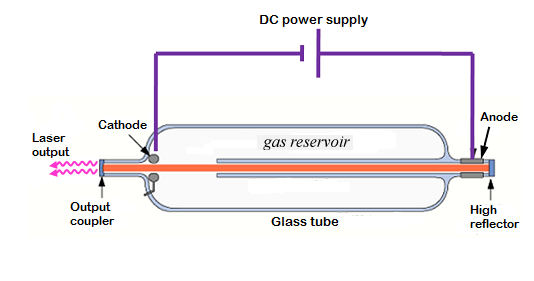 DC power supply
Cathode
Anode
gas reservoir
Laser
output
Output
coupler
Glass tube
High
reflector